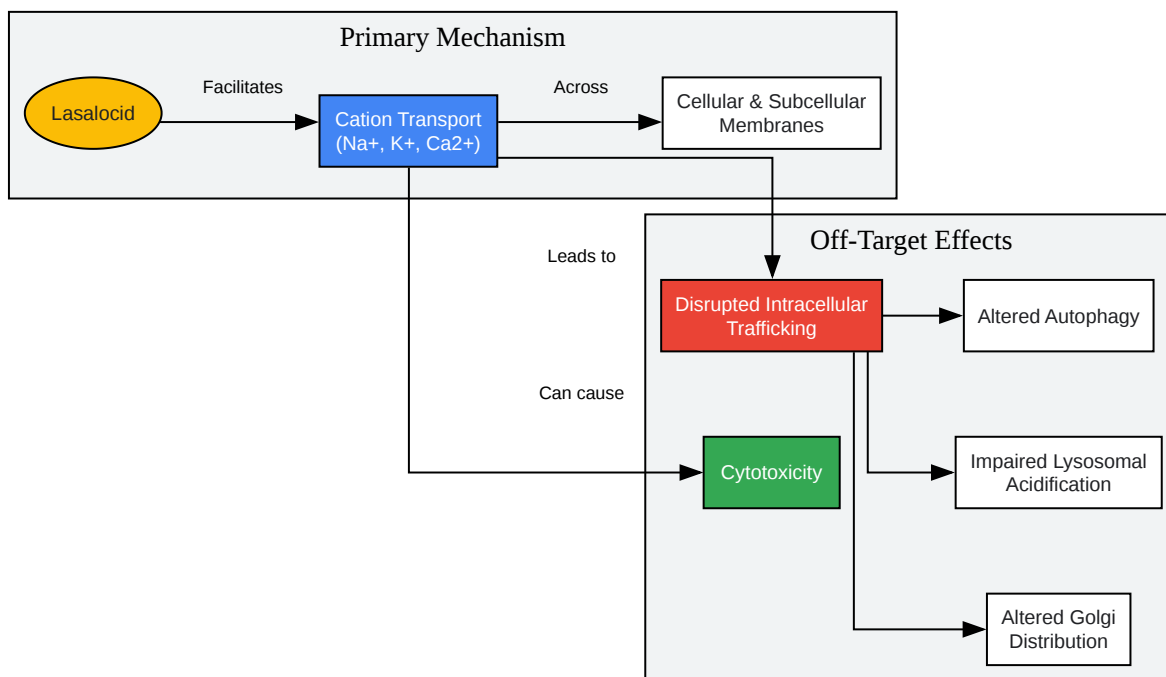 Primary Mechanism
Lasalocid
Facilitates
Cation Transport
(Na+, K+, Ca2+)
Across
Cellular & Subcellular
Membranes
Off-Target Effects
Leads to
Disrupted Intracellular
Trafficking
Altered Autophagy
Can cause
Cytotoxicity
Impaired Lysosomal
Acidification
Altered Golgi
Distribution